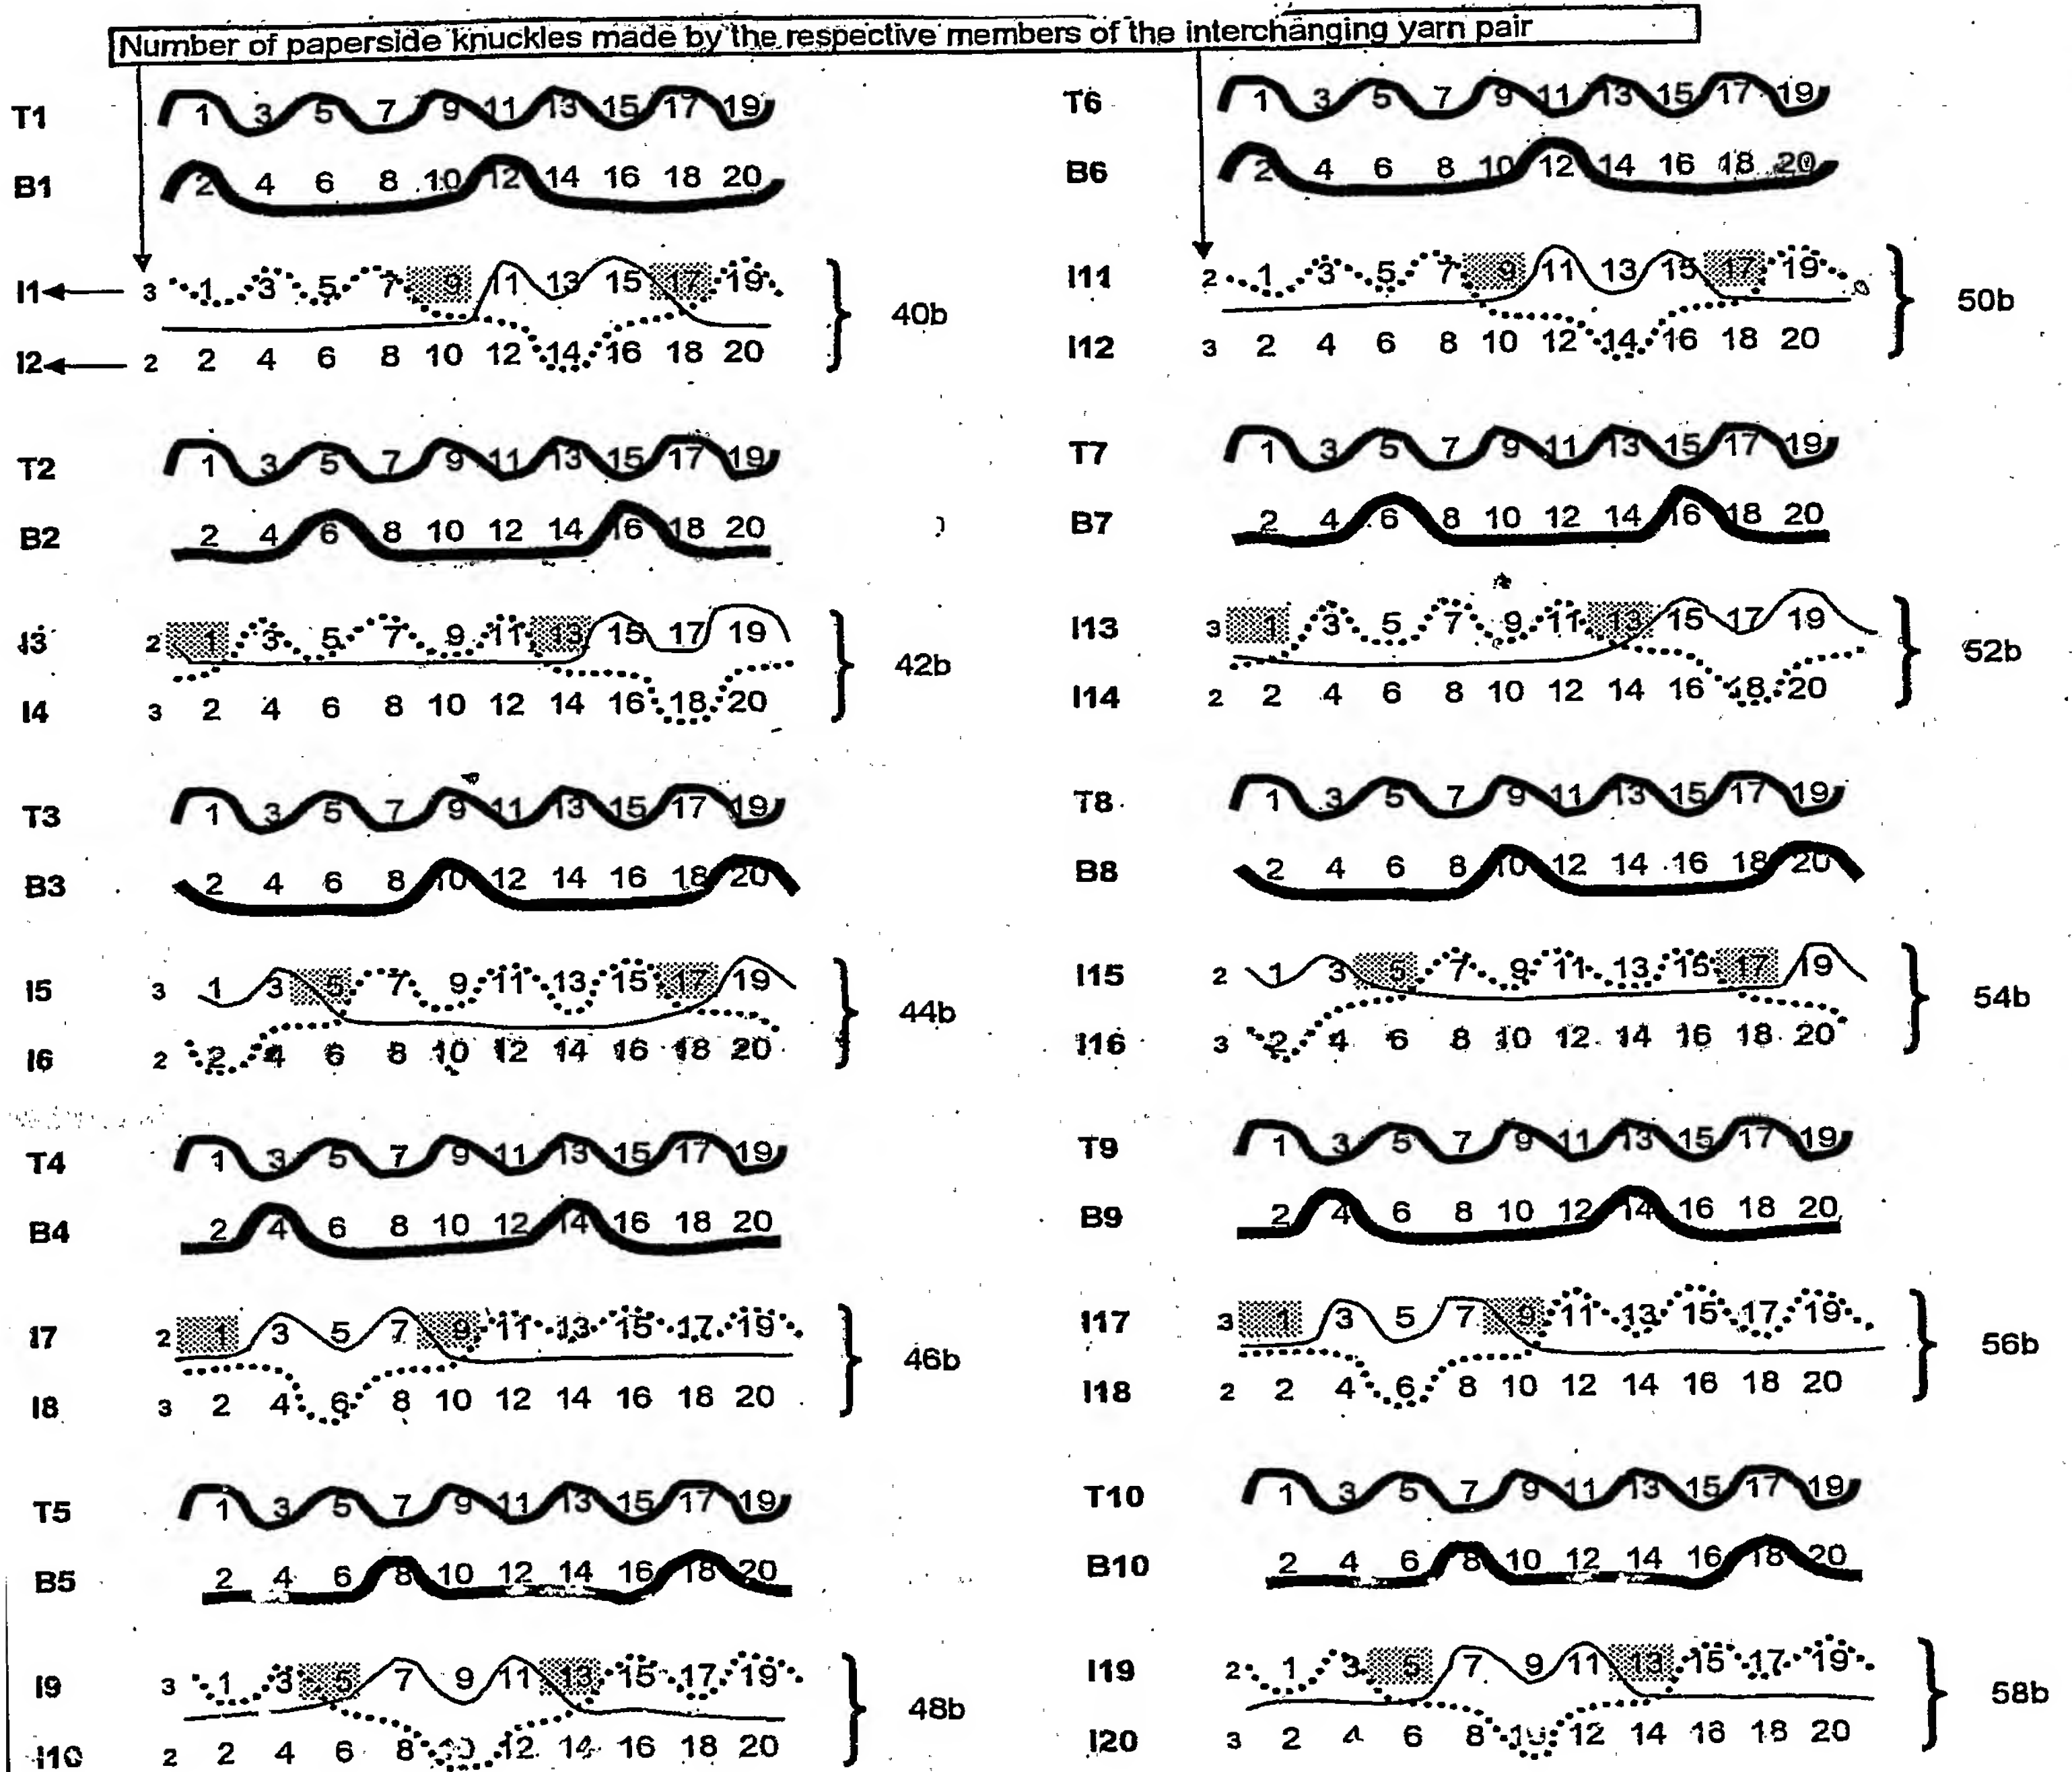 Number of paperside knuckles made by the respective members of the interchanging yarn pair
T1 1 3 5 7 9 11 13 15 17 19
B1 2 4 6 8 10 12 14 16 18 20
I1 3 1 3 5 7 9 11 13 15 17 19
40b
I2 2 2 4 6 8 10 12 14 16 18 20
T2 1 3 5 7 9 11 13 15 17 19
B2 2 4 6 8 10 12 14 16 18 20
I3 2 1 3 5 7 9 11 13 15 17 19
42b
I4 3 2 4 6 8 10 12 14 16 18 20
T3 1 3 5 7 9 11 13 15 17 19
B3 2 4 6 8 10 12 14 16 18 20
I5 3 1 3 5 7 9 11 13 15 17 19
44b
I6 2 2 4 6 8 10 12 14 16 18 20
T4 1 3 5 7 9 11 13 15 17 19
B4 2 4 6 8 10 12 14 16 18 20
I7 2 1 3 5 7 9 11 13 15 17 19
46b
I8 3 2 4 6 8 10 12 14 16 18 20
T5 1 3 5 7 9 11 13 15 17 19
B5 2 4 6 8 10 12 14 16 18 20
I9 3 1 3 5 7 9 11 13 15 17 19
48b
I10 2 2 4 6 8 10 12 14 16 18 20
T6 1 3 5 7 9 11 13 15 17 19
B6 2 4 6 8 10 12 14 16 18 20
I11 2 1 3 5 7 9 11 13 15 17 19
50b
I12 3 2 4 6 8 10 12 14 16 18 20
T7 1 3 5 7 9 11 13 15 17 19
B7 2 4 6 8 10 12 14 16 18 20
I13 3 1 3 5 7 9 11 13 15 17 19
52b
I14 2 2 4 6 8 10 12 14 16 18 20
T8 1 3 5 7 9 11 13 15 17 19
B8 2 4 6 8 10 12 14 16 18 20
I15 2 1 3 5 7 9 11 13 15 17 19
54b
I16 3 2 4 6 8 10 12 14 16 18 20
T9 1 3 5 7 9 11 13 15 17 19
B9 2 4 6 8 10 12 14 16 18 20
I17 3 1 3 5 7 9 11 13 15 17 19
56b
I18 2 2 4 6 8 10 12 14 16 18 20
T10 1 3 5 7 9 11 13 15 17 19
B10 2 4 6 8 10 12 14 16 18 20
I19 2 1 3 5 7 9 11 13 15 17 19
58b
I20 3 2 4 6 8 10 12 14 16 18 20